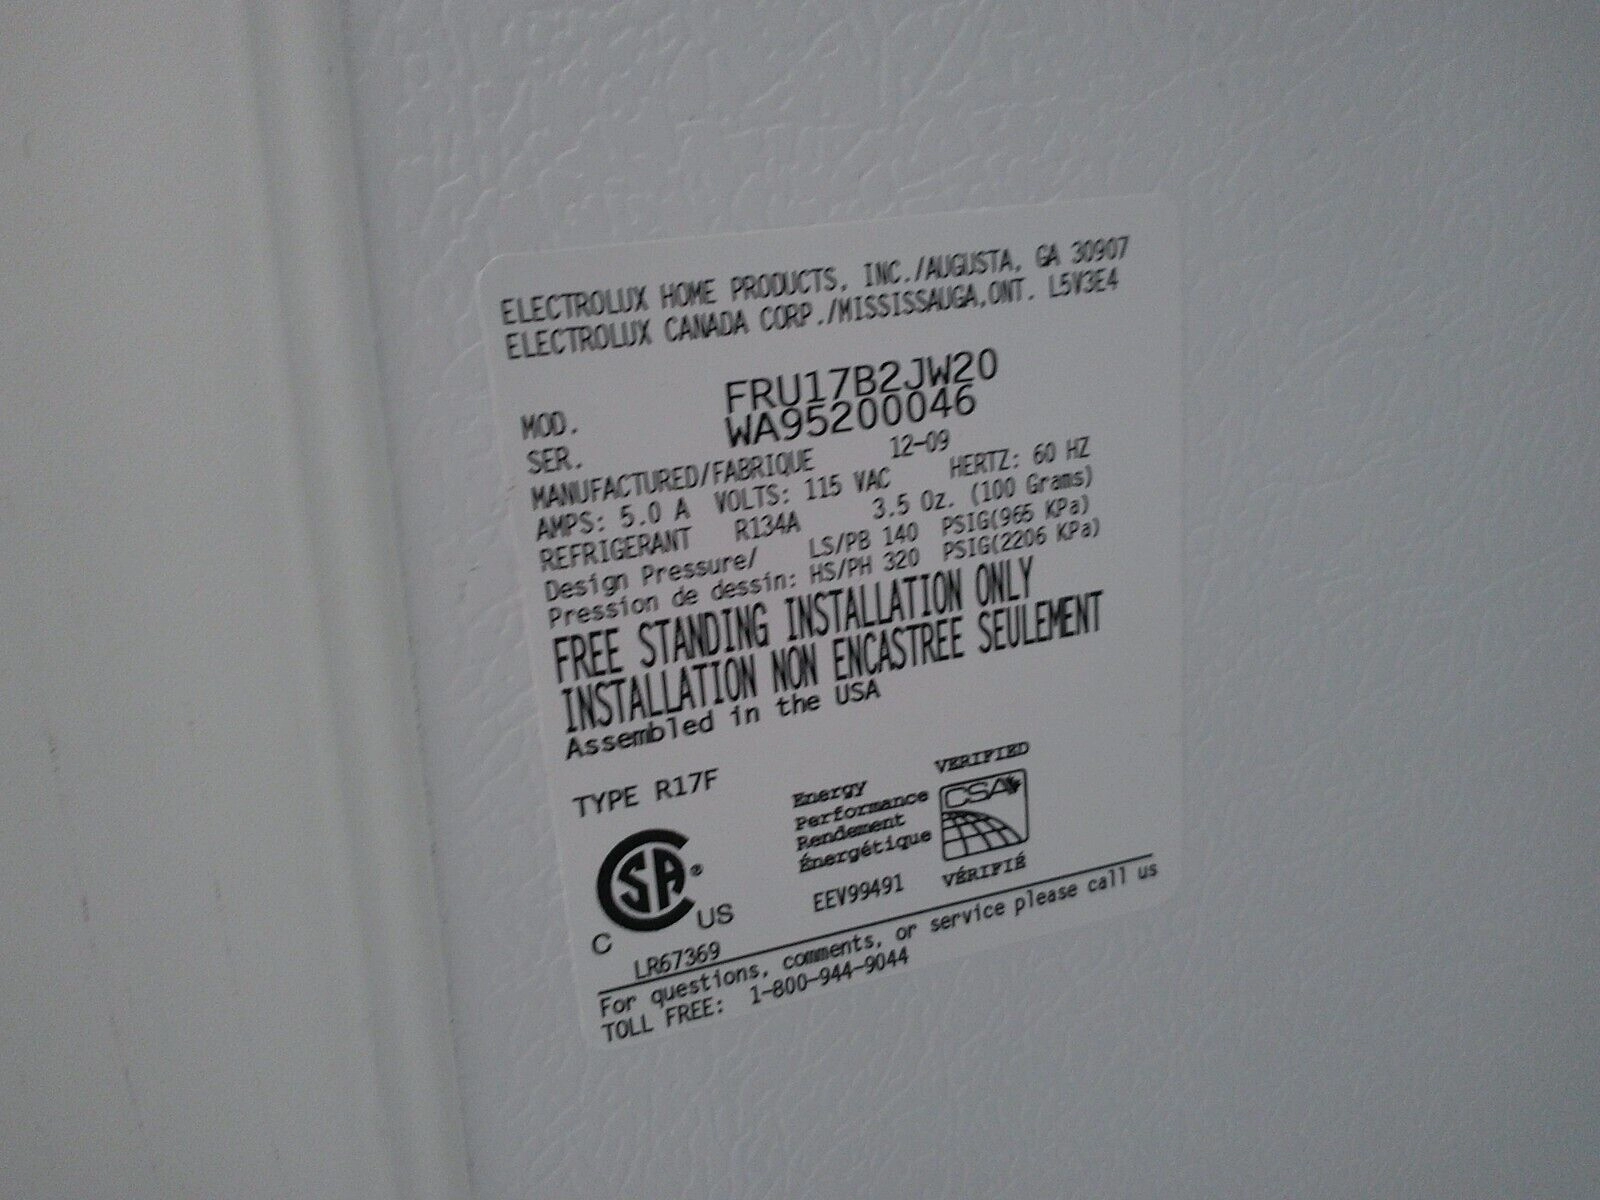 ELECTROLUX HOME PRODUCTS, INC./AUGUSTA, GA 30907
ELECTROLUX CANADA CORP./MISSISSAUGA,ONT. L5V3E4
MOD. FRU17B2JW20
SER. WA95200046
MANUFACTURED/FABRIQUE 12-09
AMPS: 5.0 A VOLTS: 115 VAC HERTZ: 60 HZ
REFRIGERANT R134A 3.5 Oz. (100 Grams)
Design Pressure/ LS/PB 140 PSIG(965 KPa)
Pression de dessin: HS/PH 320 PSIG(2206 KPa)
FREE STANDING INSTALLATION ONLY
INSTALLATION NON ENCASTREE SEULEMENT
Assembled in the USA
TYPE R17F
CSA®
C US
LR67369
Energy
Performance
Rendement
Énergétique
EEV99491
VERIFIED
CSA
VÉRIFIÉ
For questions, comments, or service please call us
TOLL FREE: 1-800-944-9044